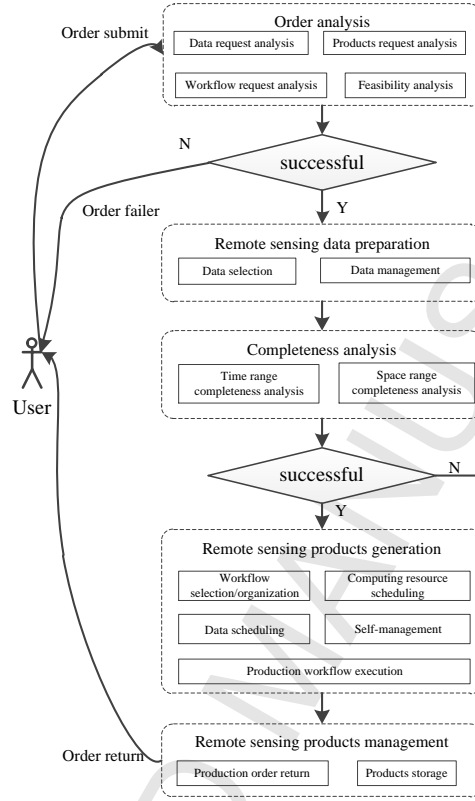 Order analysis
Order submit
Data request analysis
Products request analysis
Workflow request analysis
Feasibility analysis
N
successful
Order failer
Y
Remote sensing data preparation
Data selection
Data management
Completeness analysis
Time range
completeness analysis
Space range
completeness analysis
User
successful
N
Y
Remote sensing products generation
Workflow
selection/organization
Computing resource
scheduling
Data scheduling
Self-management
Production workflow execution
Remote sensing products management
Order return
Production order return
Products storage
D MANUS